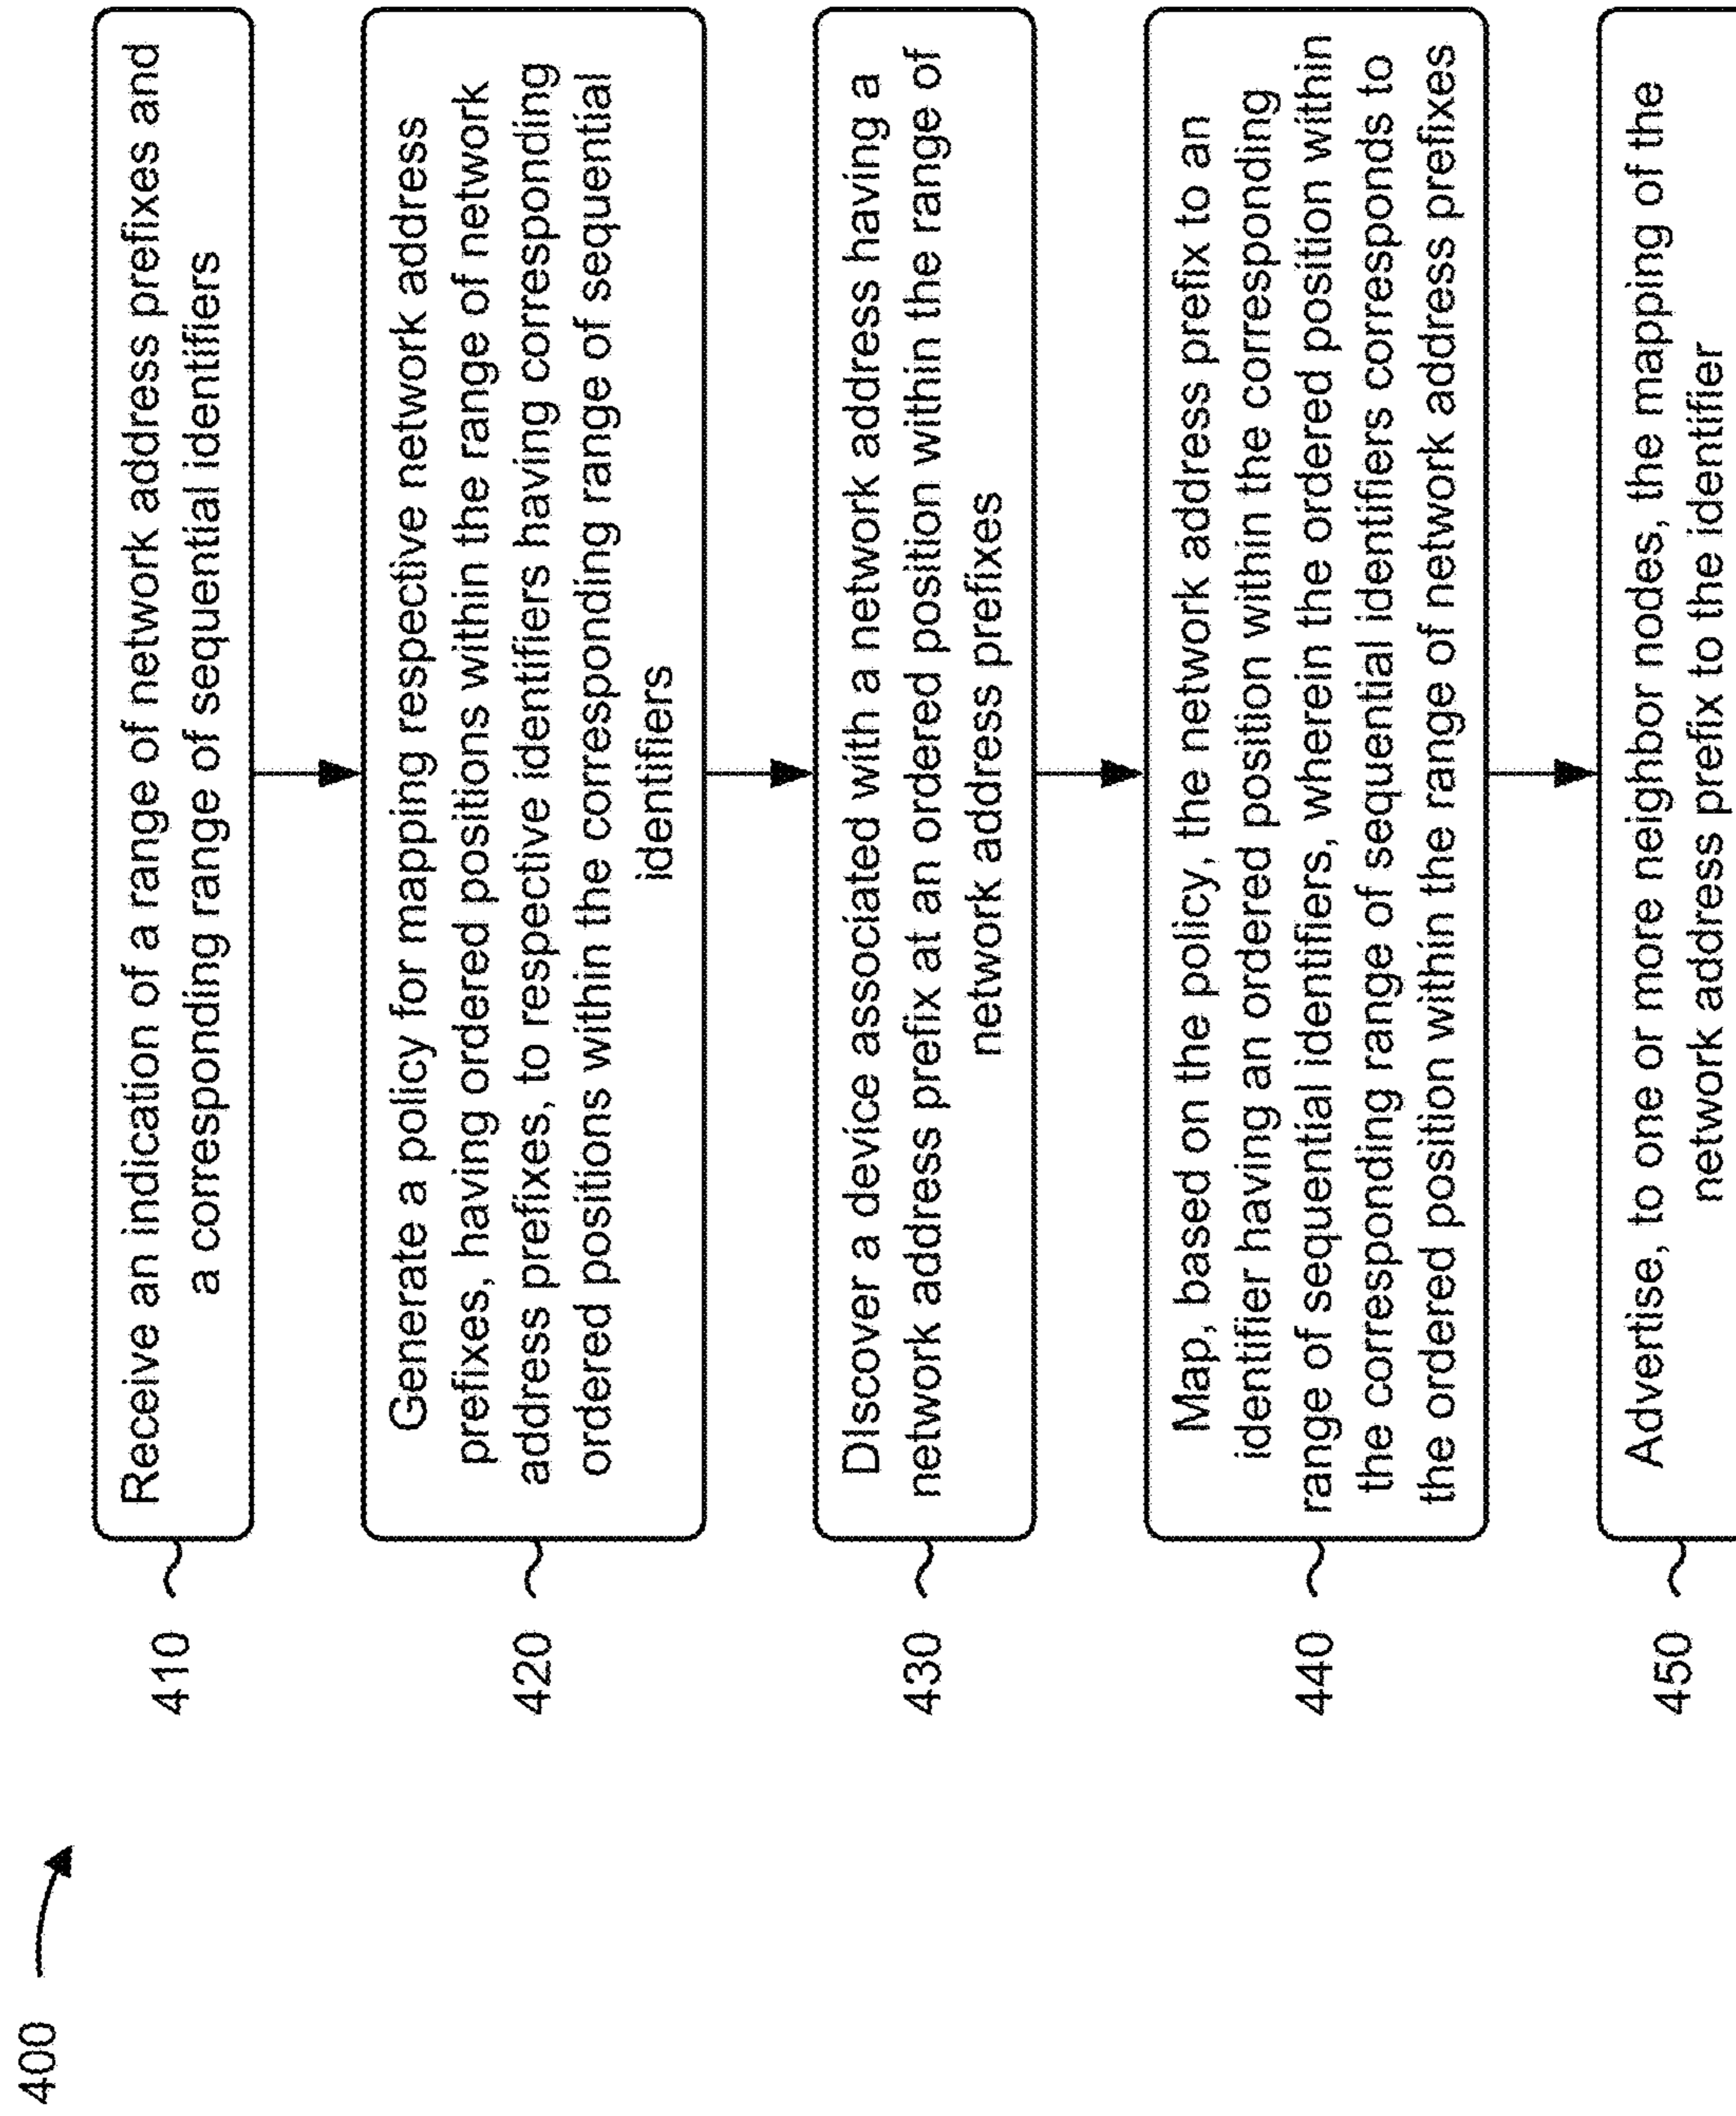 400
410
Receive an indication of a range of network address prefixes and
a corresponding range of sequential identifiers
420
Generate a policy for mapping respective network address
prefixes, having ordered positions within the range of network
address prefixes, to respective identifiers having corresponding
ordered positions within the corresponding range of sequential
identifiers
430
Discover a device associated with a network address having a
network address prefix at an ordered position within the range of
network address prefixes
440
Map, based on the policy, the network address prefix to an
identifier having an ordered position within the corresponding
range of sequential identifiers, wherein the ordered position within
the corresponding range of sequential identifiers corresponds to
the ordered position within the range of network address prefixes
450
Advertise, to one or more neighbor nodes, the mapping of the
network address prefix to the identifier